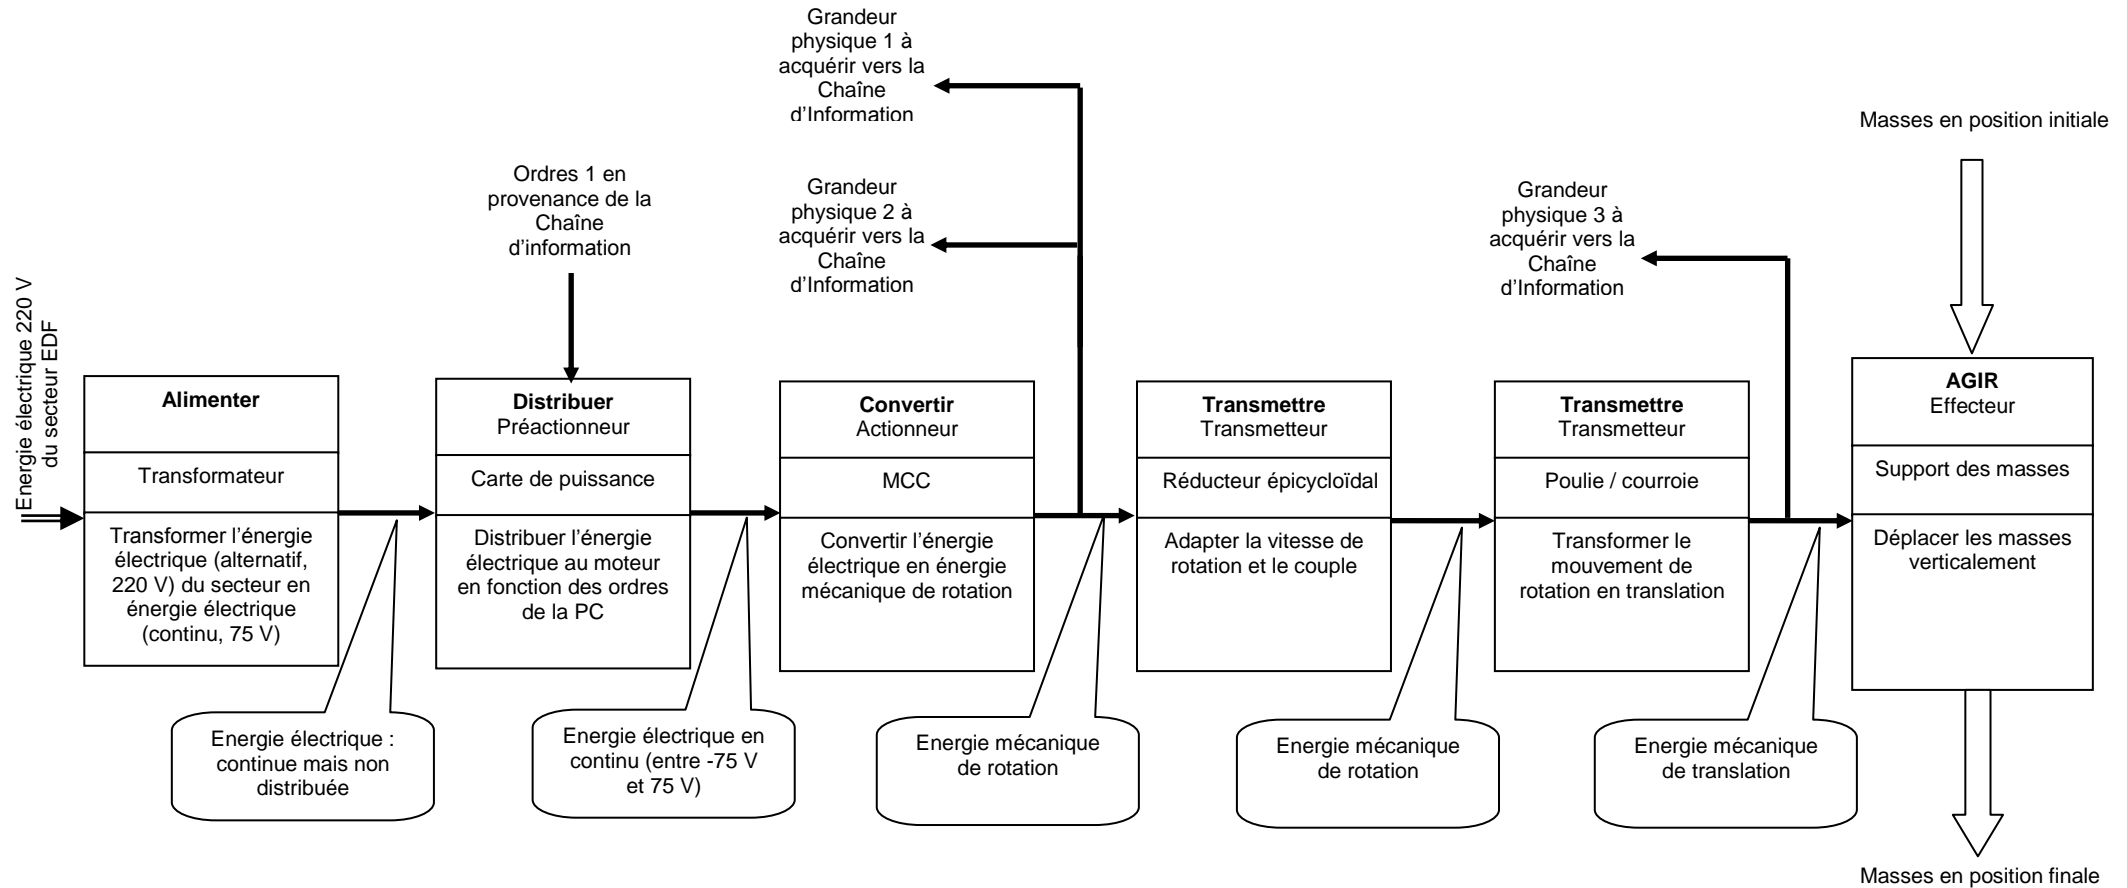 Grandeur
physique 1 à
acquérir vers la
Chaîne
d'Information
Masses en position initiale
Ordres 1 en
provenance de la
Chaîne
d'information
Grandeur
physique 2 à
acquérir vers la
Chaîne
d'Information
Grandeur
physique 3 à
acquérir vers la
Chaîne
d'Information
Energie électrique 220 V
du secteur EDF
Alimenter
Transformateur
Transformer l'énergie
électrique (alternatif,
220 V) du secteur en
énergie électrique
(continu, 75 V)
Distribuer
Préactionneur
Carte de puissance
Distribuer l'énergie
électrique au moteur
en fonction des ordres
de la PC
Convertir
Actionneur
MCC
Convertir l'énergie
électrique en énergie
mécanique de rotation
Transmettre
Transmetteur
Réducteur épicycloïdal
Adapter la vitesse de
rotation et le couple
Transmettre
Transmetteur
Poulie / courroie
Transformer le
mouvement de
rotation en translation
AGIR
Effecteur
Support des masses
Déplacer les masses
verticalement
Energie électrique :
continue mais non
distribuée
Energie électrique en
continu (entre -75 V
et 75 V)
Energie mécanique
de rotation
Energie mécanique
de rotation
Energie mécanique
de translation
Masses en position finale